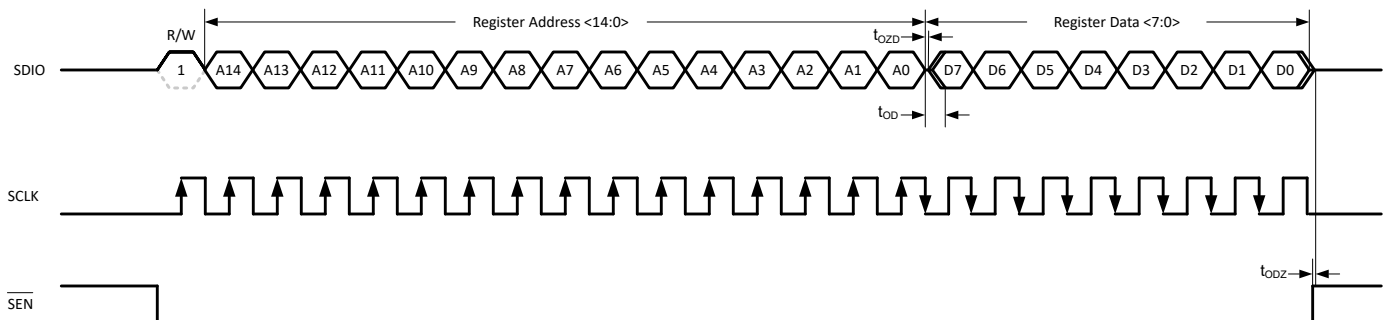 Register Address <14:0>
Register Data <7:0>
R/W
tOZD
SDIO
1 A14 A13 A12 A11 A10 A9 A8 A7 A6 A5 A4 A3 A2 A1 A0 D7 D6 D5 D4 D3 D2 D1 D0
tOD
SCLK
tODZ
SEN